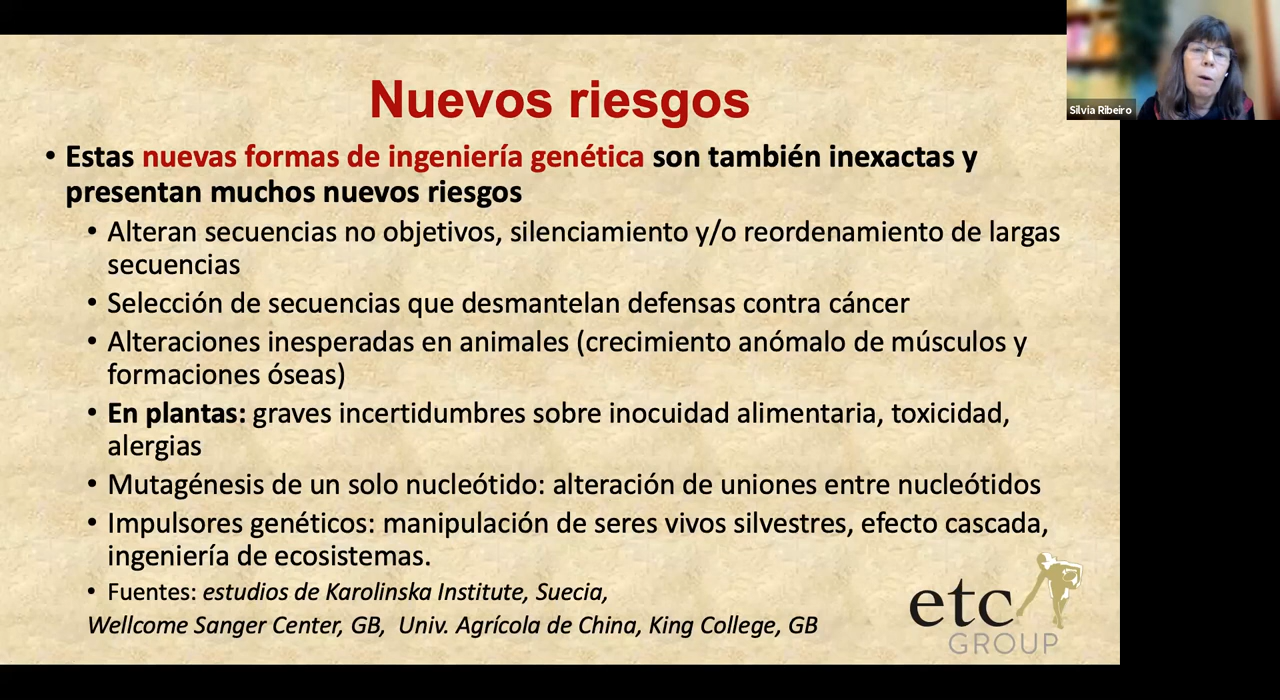 Nuevos riesgos
Silvia Ribeiro
• Estas nuevas formas de ingeniería genética son también inexactas y
presentan muchos nuevos riesgos
• Alteran secuencias no objetivos, silenciamiento y/o reordenamiento de largas
secuencias
• Selección de secuencias que desmantelan defensas contra cáncer
• Alteraciones inesperadas en animales (crecimiento anómalo de músculos y
formaciones óseas)
• En plantas: graves incertidumbres sobre inocuidad alimentaria, toxicidad,
alergias
• Mutagénesis de un solo nucleótido: alteración de uniones entre nucleótidos
• Impulsores genéticos: manipulación de seres vivos silvestres, efecto cascada,
ingeniería de ecosistemas.
• Fuentes: estudios de Karolinska Institute, Suecia,
Wellcome Sanger Center, GB, Univ. Agrícola de China, King College, GB
etc
GROUP